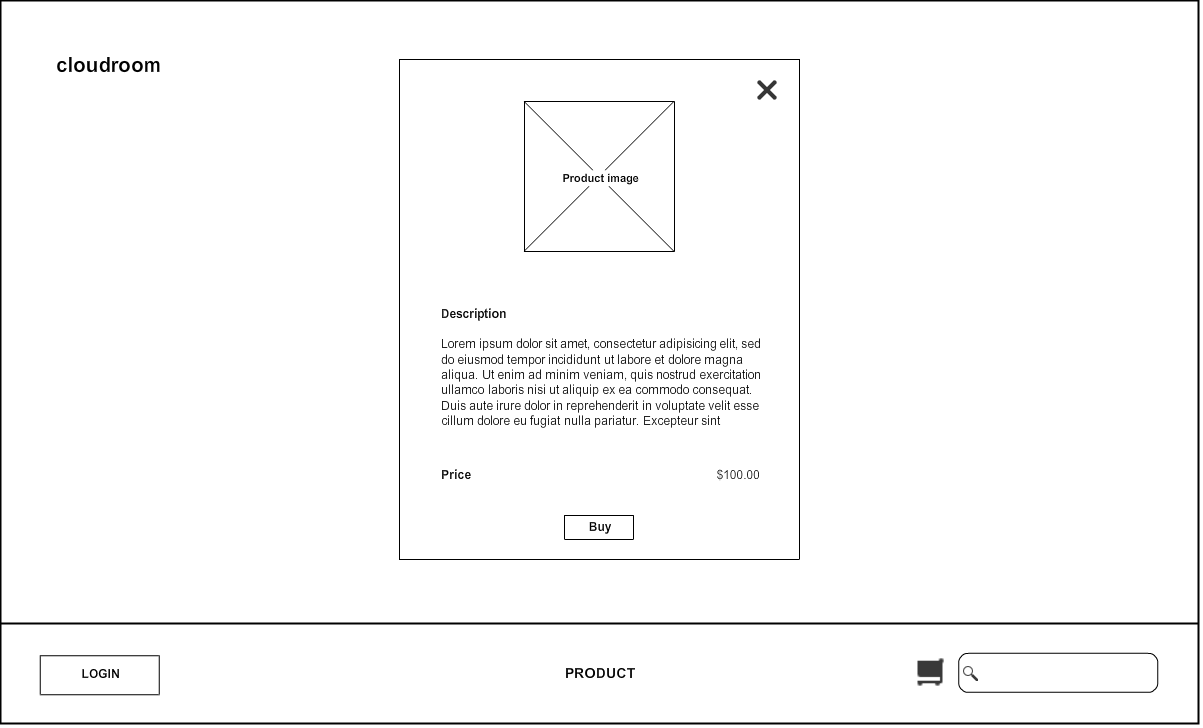 cloudroom
Product image
Description
Lorem ipsum dolor sit amet, consectetur adipisicing elit, sed
do eiusmod tempor incididunt ut labore et dolore magna
aliqua. Ut enim ad minim veniam, quis nostrud exercitation
ullamco laboris nisi ut aliquip ex ea commodo consequat.
Duis aute irure dolor in reprehenderit in voluptate velit esse
cillum dolore eu fugiat nulla pariatur. Excepteur sint
Price $100.00
Buy
LOGIN PRODUCT